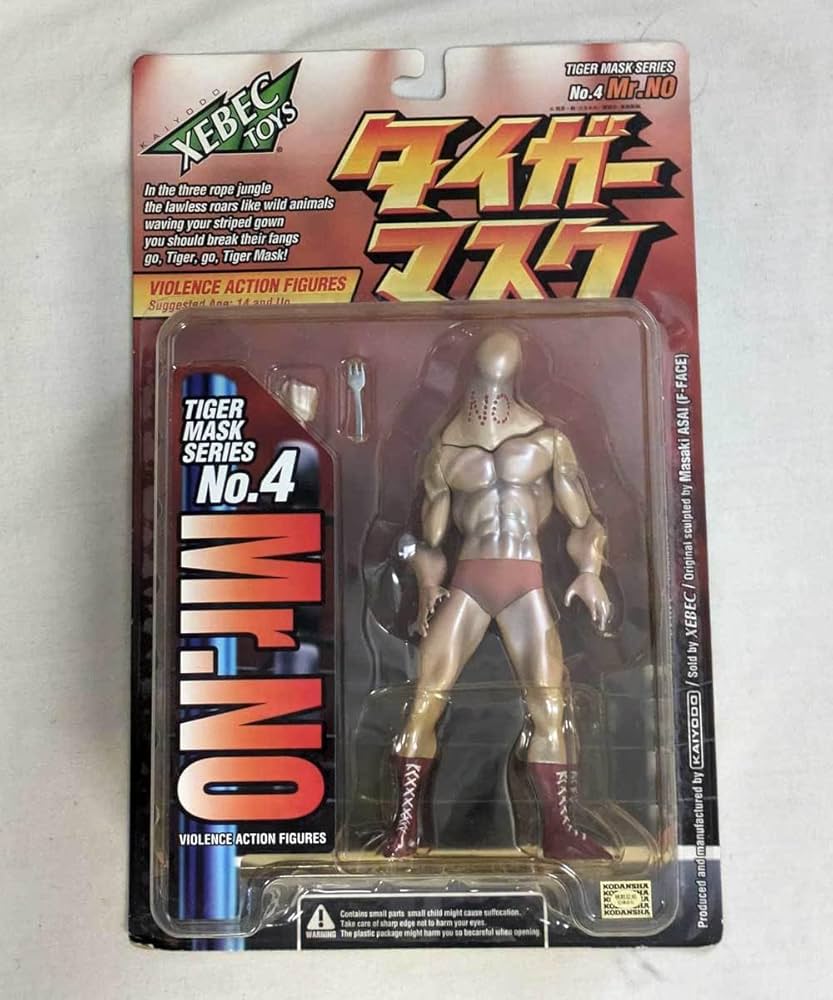 KAIYODO
XEBEC
TOYS
TIGER MASK SERIES
No.4 Mr.NO
タイガー
マスク
In the three rope jungle
the lawless roars like wild animals
waving your striped gown
you should break their fangs
go, Tiger, go, Tiger Mask!
VIOLENCE ACTION FIGURES
Suggested Age: 14 and Up
TIGER
MASK
SERIES
No.4
Mr.NO
VIOLENCE ACTION FIGURES
NO
Produced and manufactured by KAIYODO / Sold by XEBEC / Original sculpted by Masaki ASAI (F-FACE)
WARNING
Contains small parts small child might cause suffocation.
Take care of sharp edge not to harm your eyes.
The plastic package might harm you so becareful when opening.
KODANSHA
KODANSHA